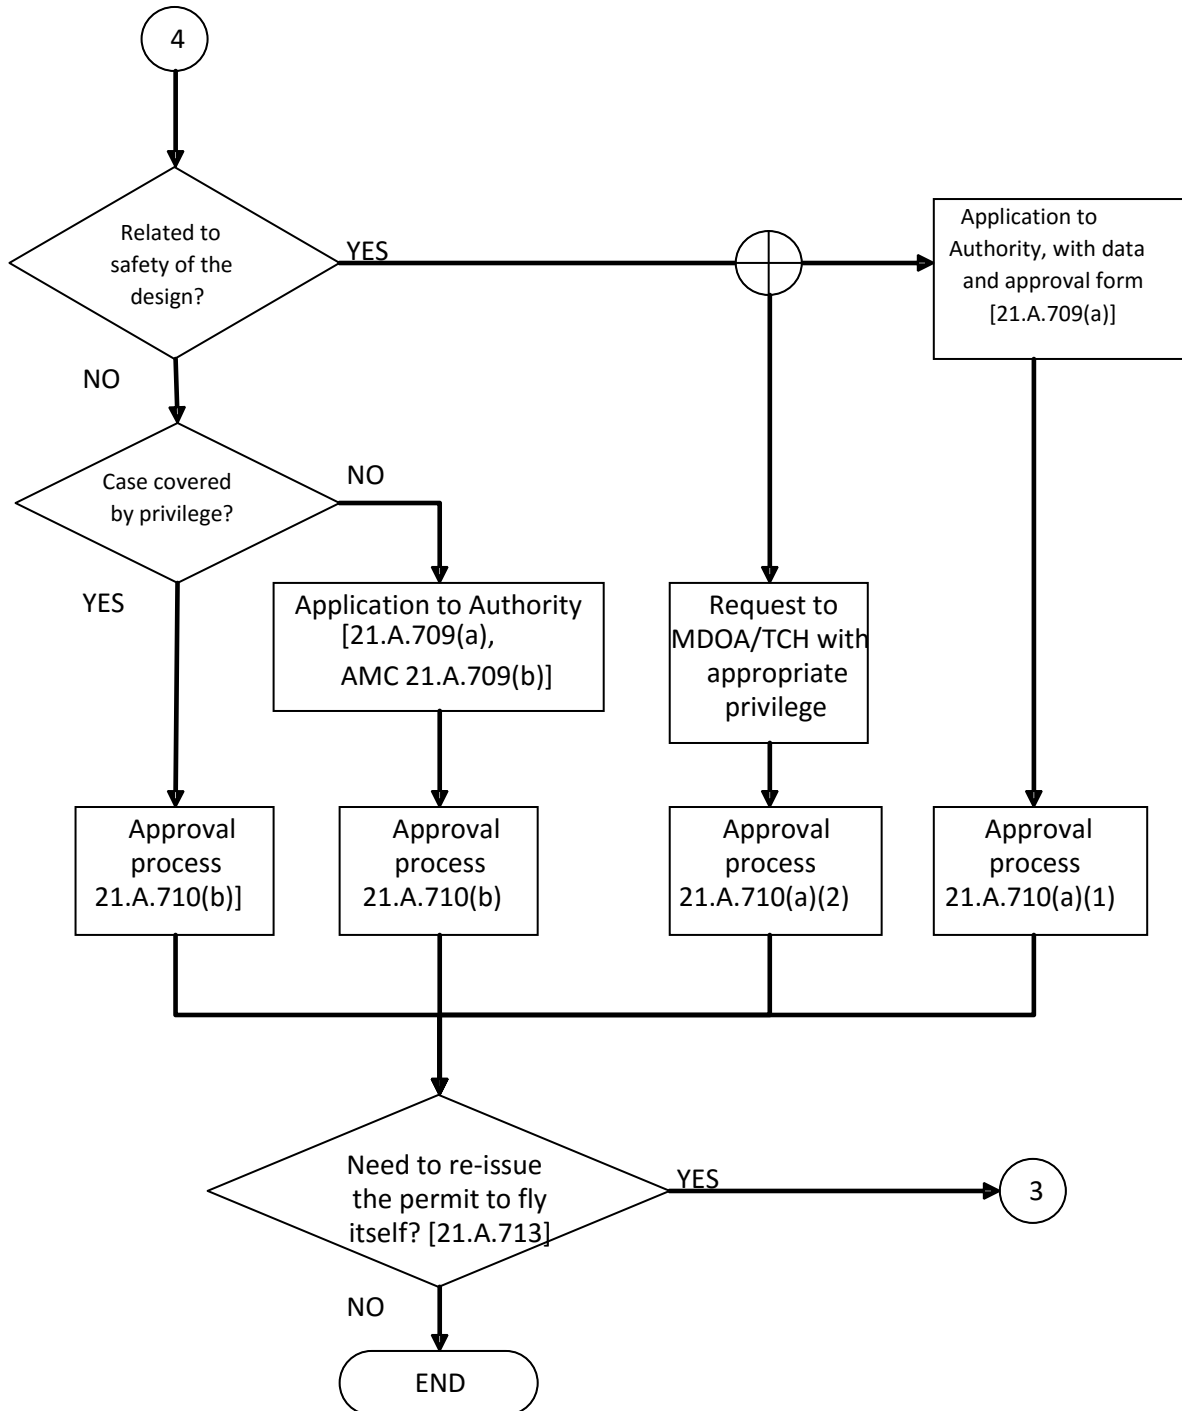 4
Related to
safety of the
design?
YES
Application to
Authority, with data
and approval form
[21.A.709(a)]
NO
Case covered
by privilege?
NO
YES
Application to Authority
[21.A.709(a),
AMC 21.A.709(b)]
Request to
MDOA/TCH with
appropriate
privilege
Approval
process
21.A.710(b)]
Approval
process
21.A.710(b)
Approval
process
21.A.710(a)(2)
Approval
process
21.A.710(a)(1)
Need to re-issue
the permit to fly
itself? [21.A.713]
YES
3
NO
END